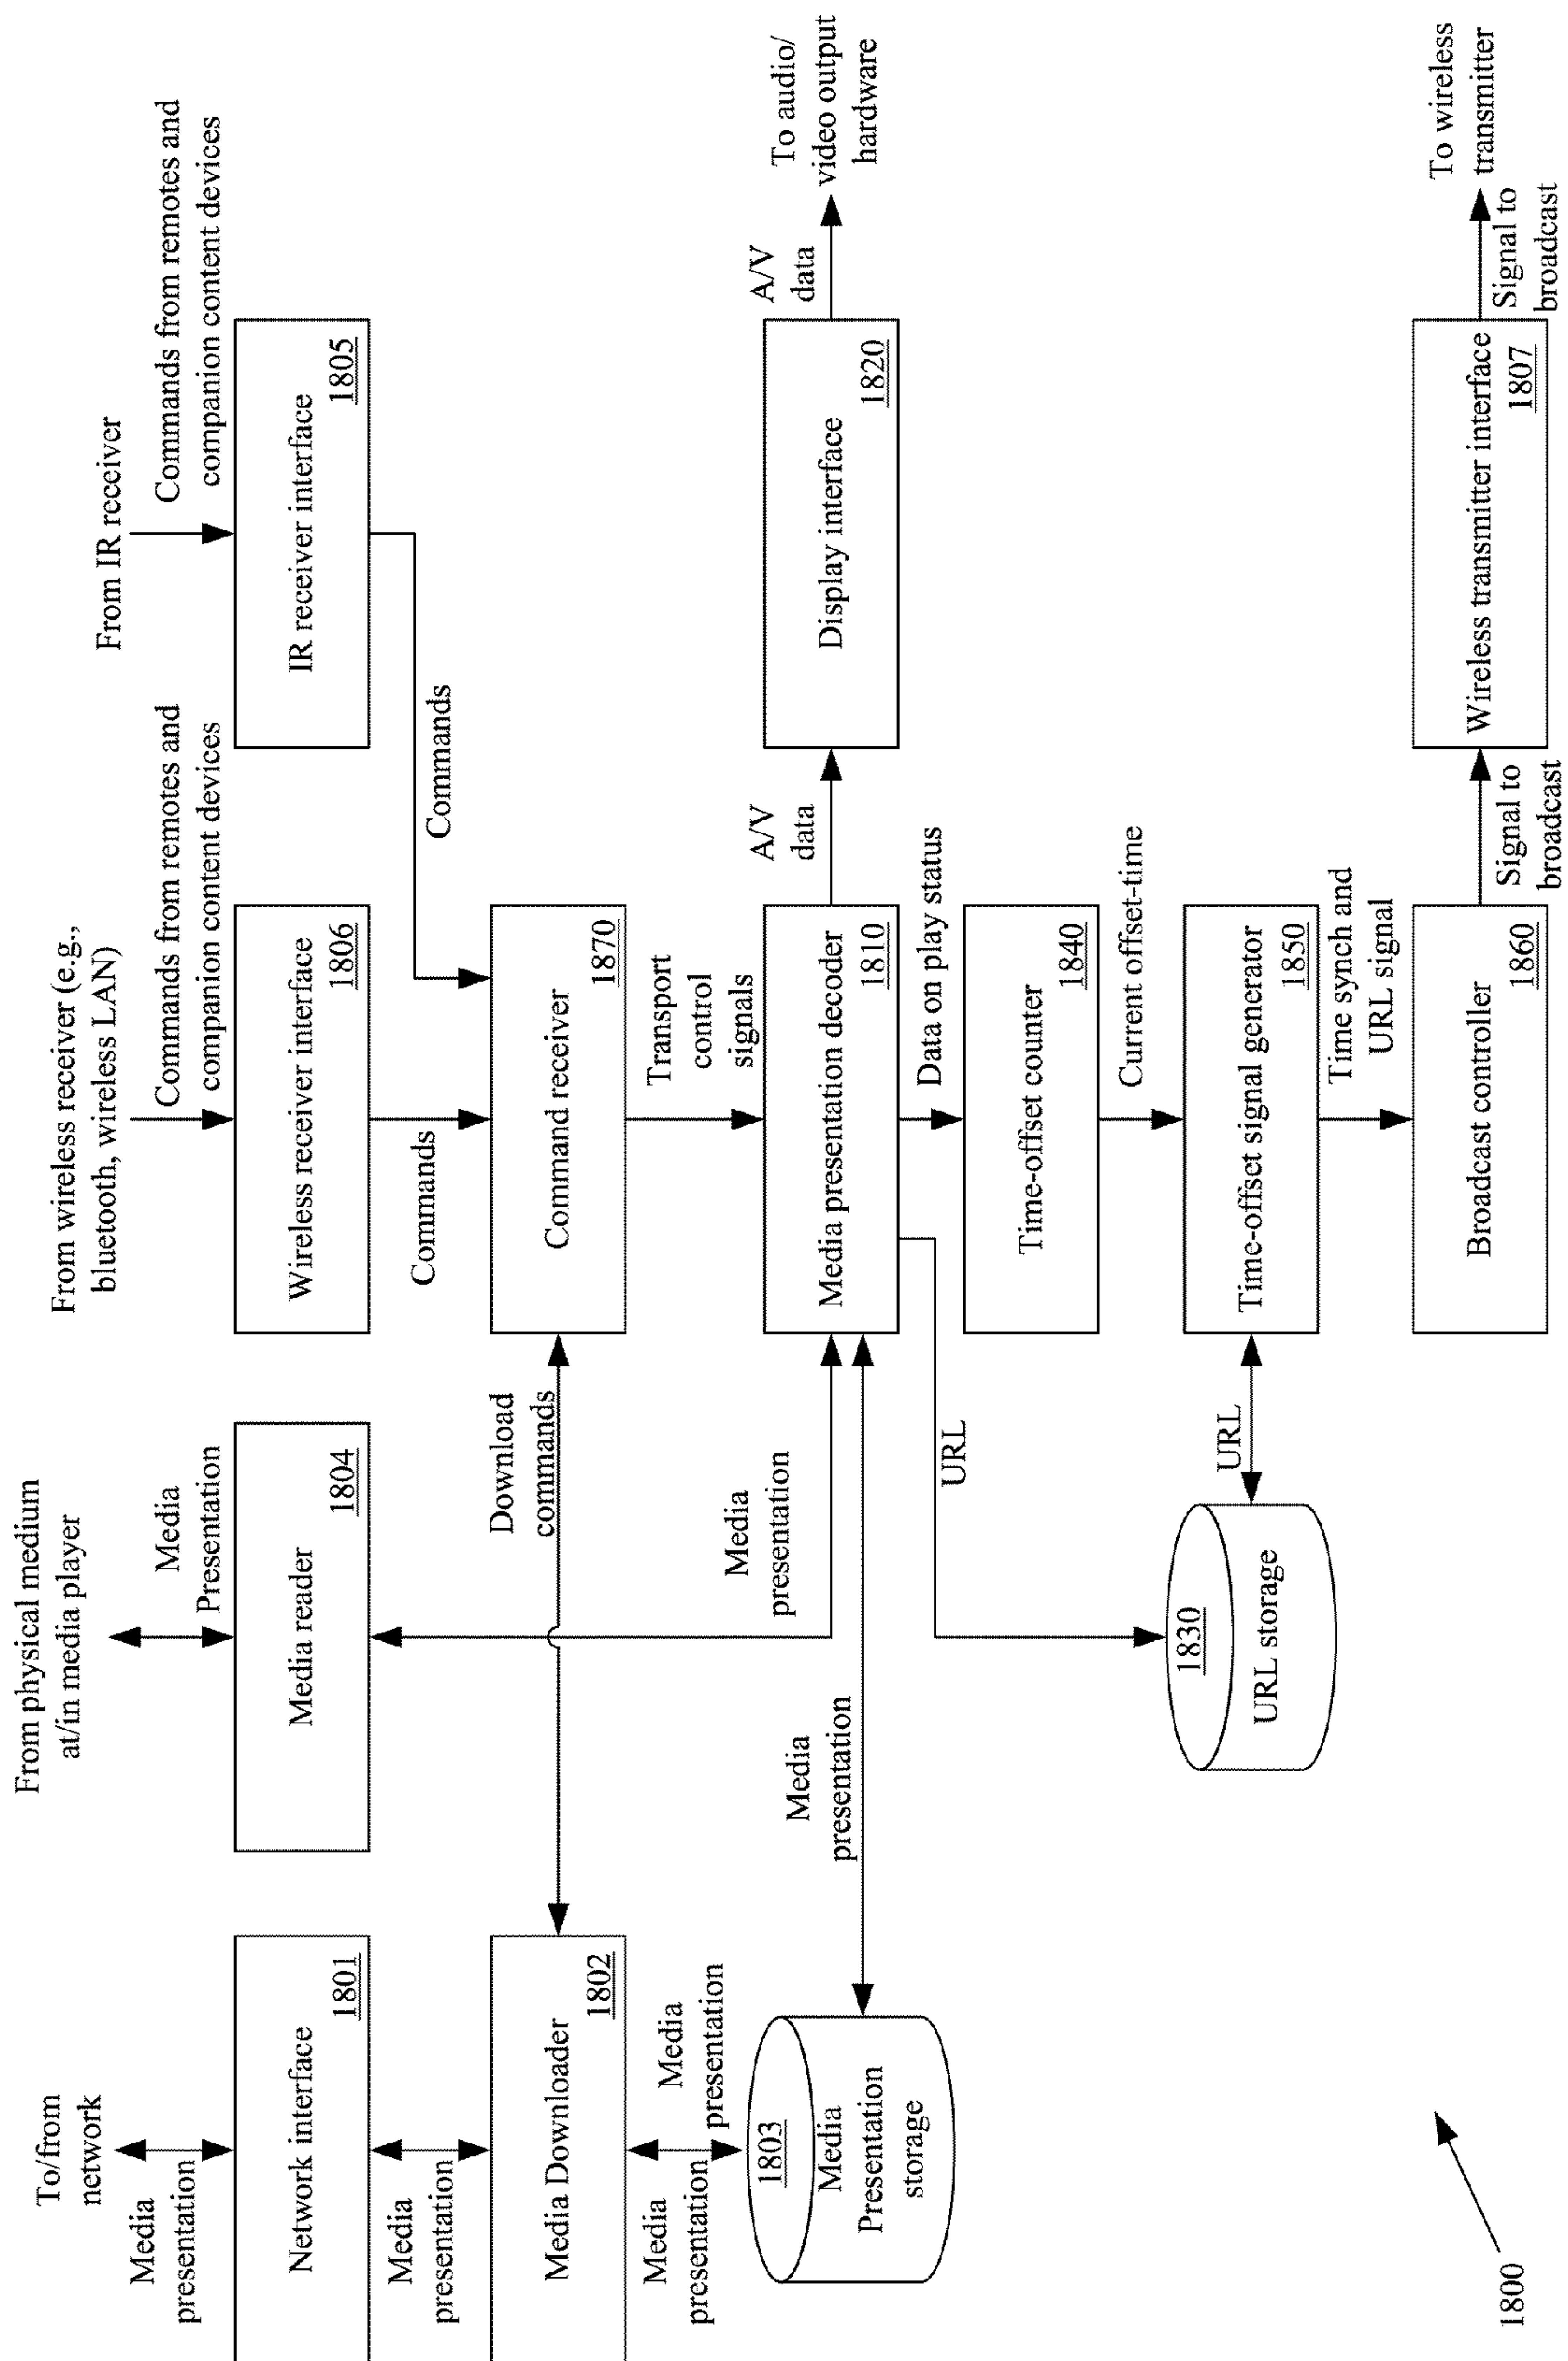 To/from
network
Media
presentation
Network interface
1801
Media
presentation
Media Downloader
1802
Media
presentation
Media
presentation
1803
Media
Presentation
storage
From physical medium
at/in media player
Media
Presentation
Media reader
1804
Download
commands
Media
presentation
Media
presentation
URL
1830
URL storage
URL
From wireless receiver (e.g.,
bluetooth, wireless LAN)
Commands from remotes and
companion content devices
Wireless receiver interface
1806
Commands
Command receiver
1870
Transport
control
signals
Media presentation decoder
1810
Data on play status
Time-offset counter
1840
Current offset-time
Time-offset signal generator
1850
Time synch and
URL signal
Broadcast controller
1860
From IR receiver
Commands from remotes and
companion content devices
IR receiver interface
1805
Commands
A/V
data
Display interface
1820
A/V
data
To audio/
video output
hardware
Signal to
broadcast
Wireless transmitter interface
1807
Signal to
broadcast
To wireless
transmitter
1800